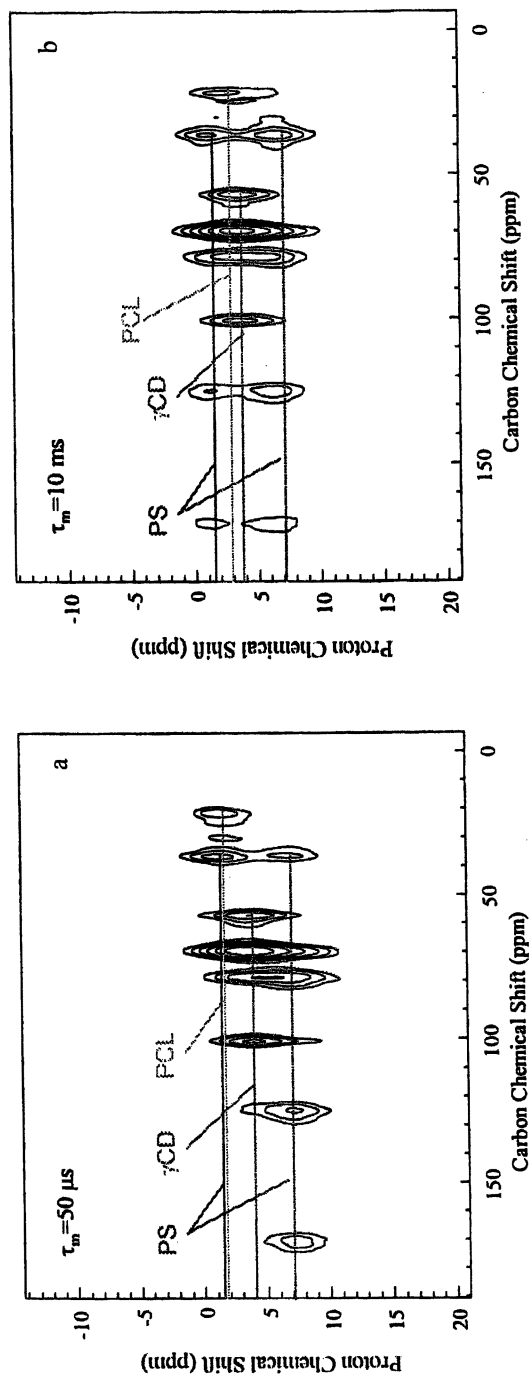 a
τm=50 μs
PS
γCD
PCL
-10
-5
0
5
10
15
20
Proton Chemical Shift (ppm)
150
100
50
0
Carbon Chemical Shift (ppm)
b
τm=10 ms
PS
γCD
PCL
-10
-5
0
5
10
15
20
Proton Chemical Shift (ppm)
150
100
50
0
Carbon Chemical Shift (ppm)